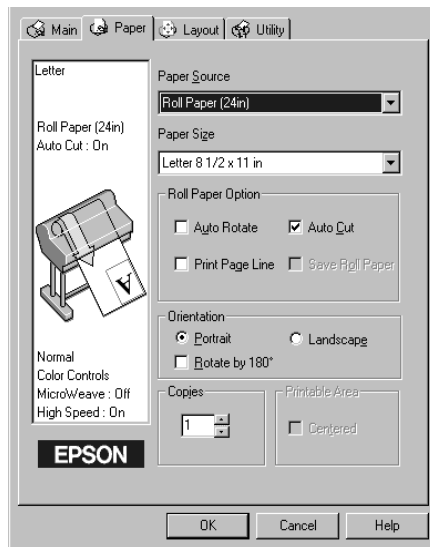 Main Paper Layout Utility
Letter
Roll Paper (24in)
Auto Cut : On
A
Normal
Color Controls
MicroWeave : Off
High Speed : On
EPSON
Paper Source
Roll Paper (24in)
Paper Size
Letter 8 1/2 x 11 in
Roll Paper Option
Auto Rotate Auto Cut
Print Page Line Save Roll Paper
Orientation
Portrait Landscape
Rotate by 180°
Copies
1
Printable Area
Centered
OK Cancel Help